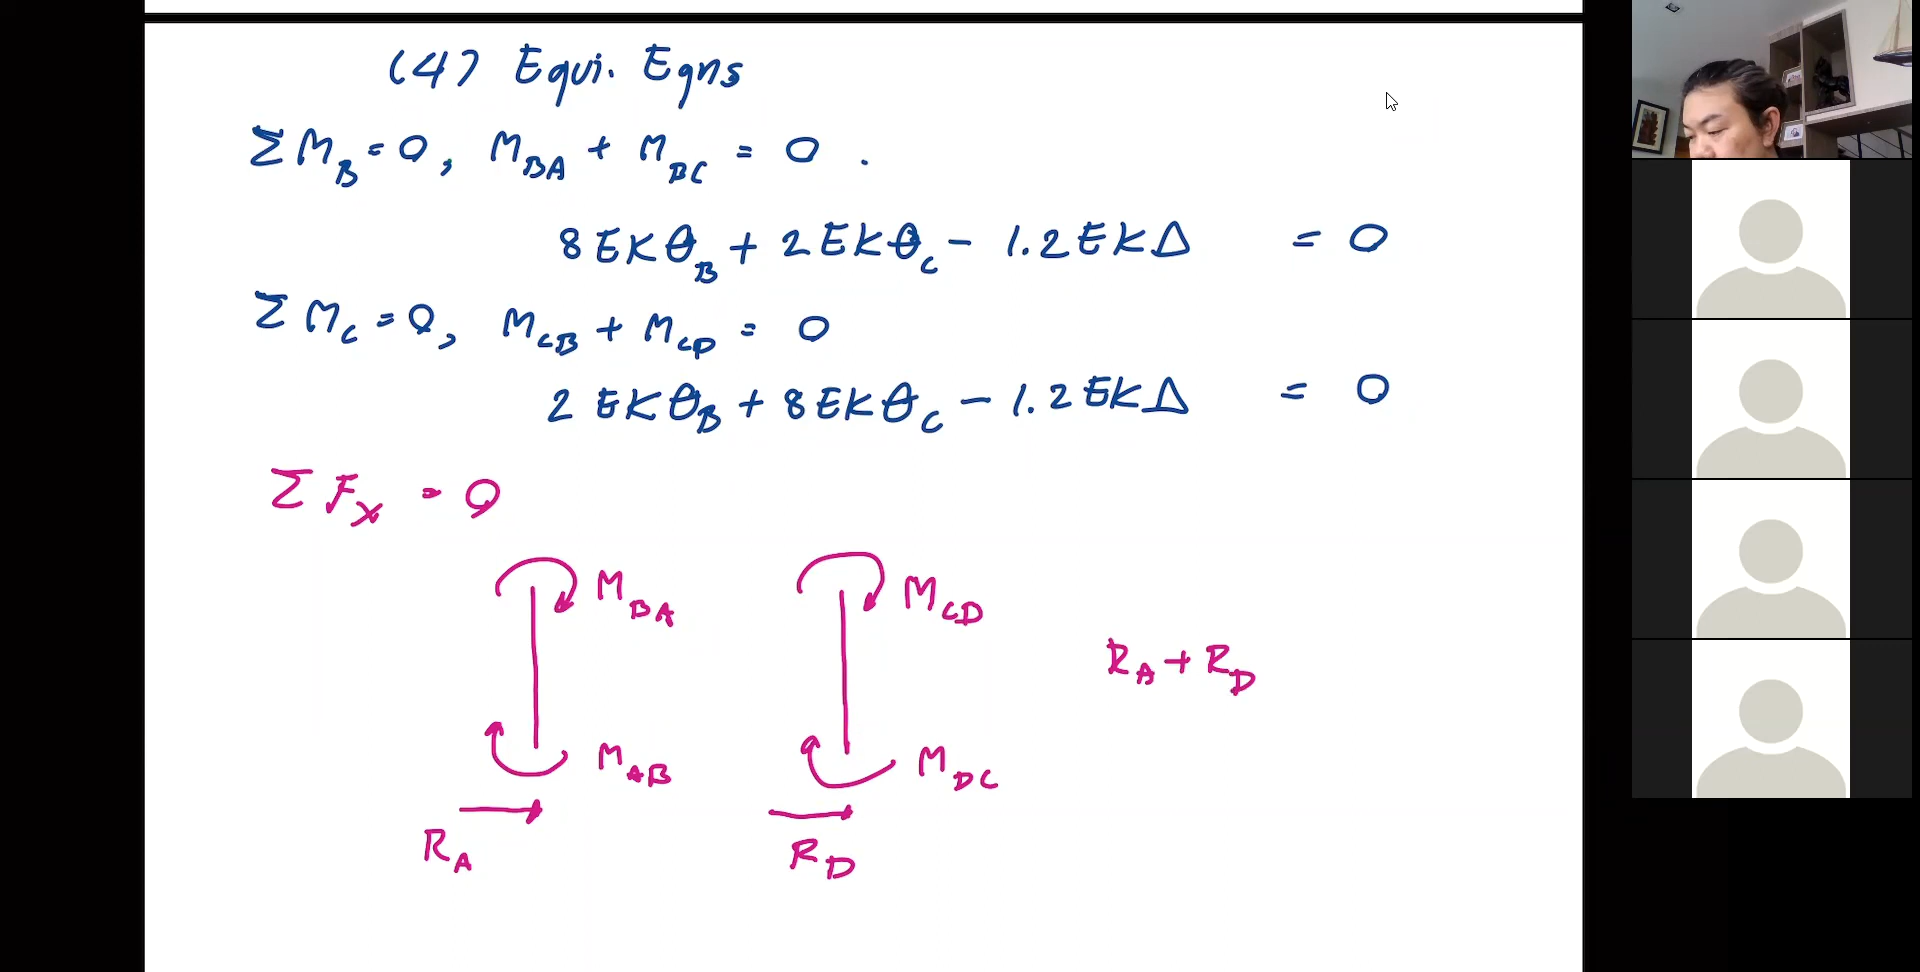 (4) Equi. Eqns
ΣM_B = 0, M_BA + M_BC = 0 .
8EKθ_B + 2EKθ_C - 1.2EKΔ = 0
ΣM_C = 0, M_CB + M_CD = 0
2EKθ_B + 8EKθ_C - 1.2EKΔ = 0
ΣF_x = 0
M_BA
M_CD
R_A + R_D
M_AB
M_DC
R_A
R_D